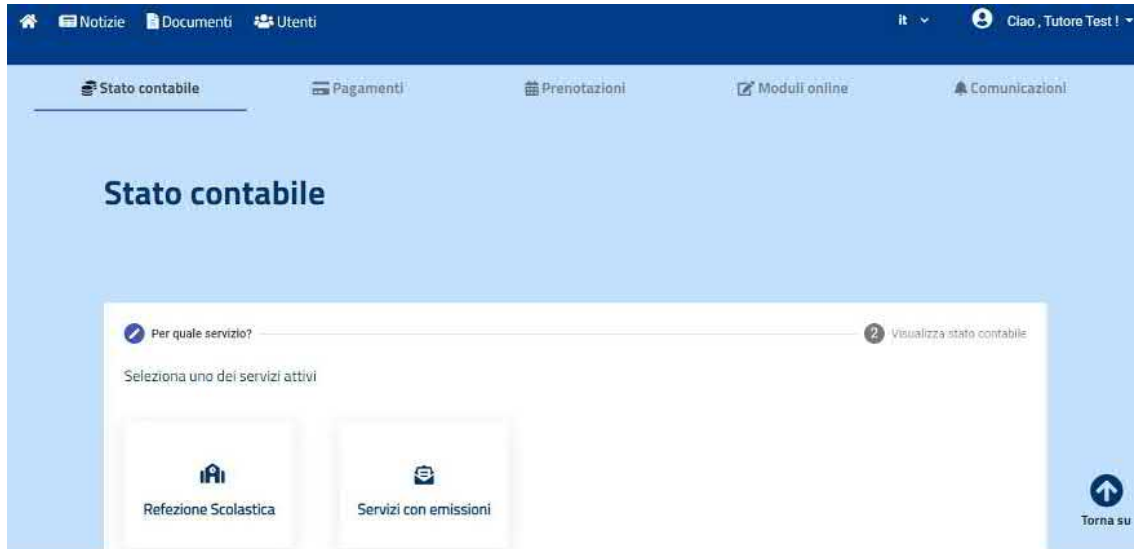 Notizie Documenti Utenti it Ciao , Tutore Test !
Stato contabile Pagamenti Prenotazioni Moduli online Comunicazioni
Stato contabile
Per quale servizio? 2 Visualizza stato contabile
Seleziona uno dei servizi attivi
Refezione Scolastica Servizi con emissioni
Torna su